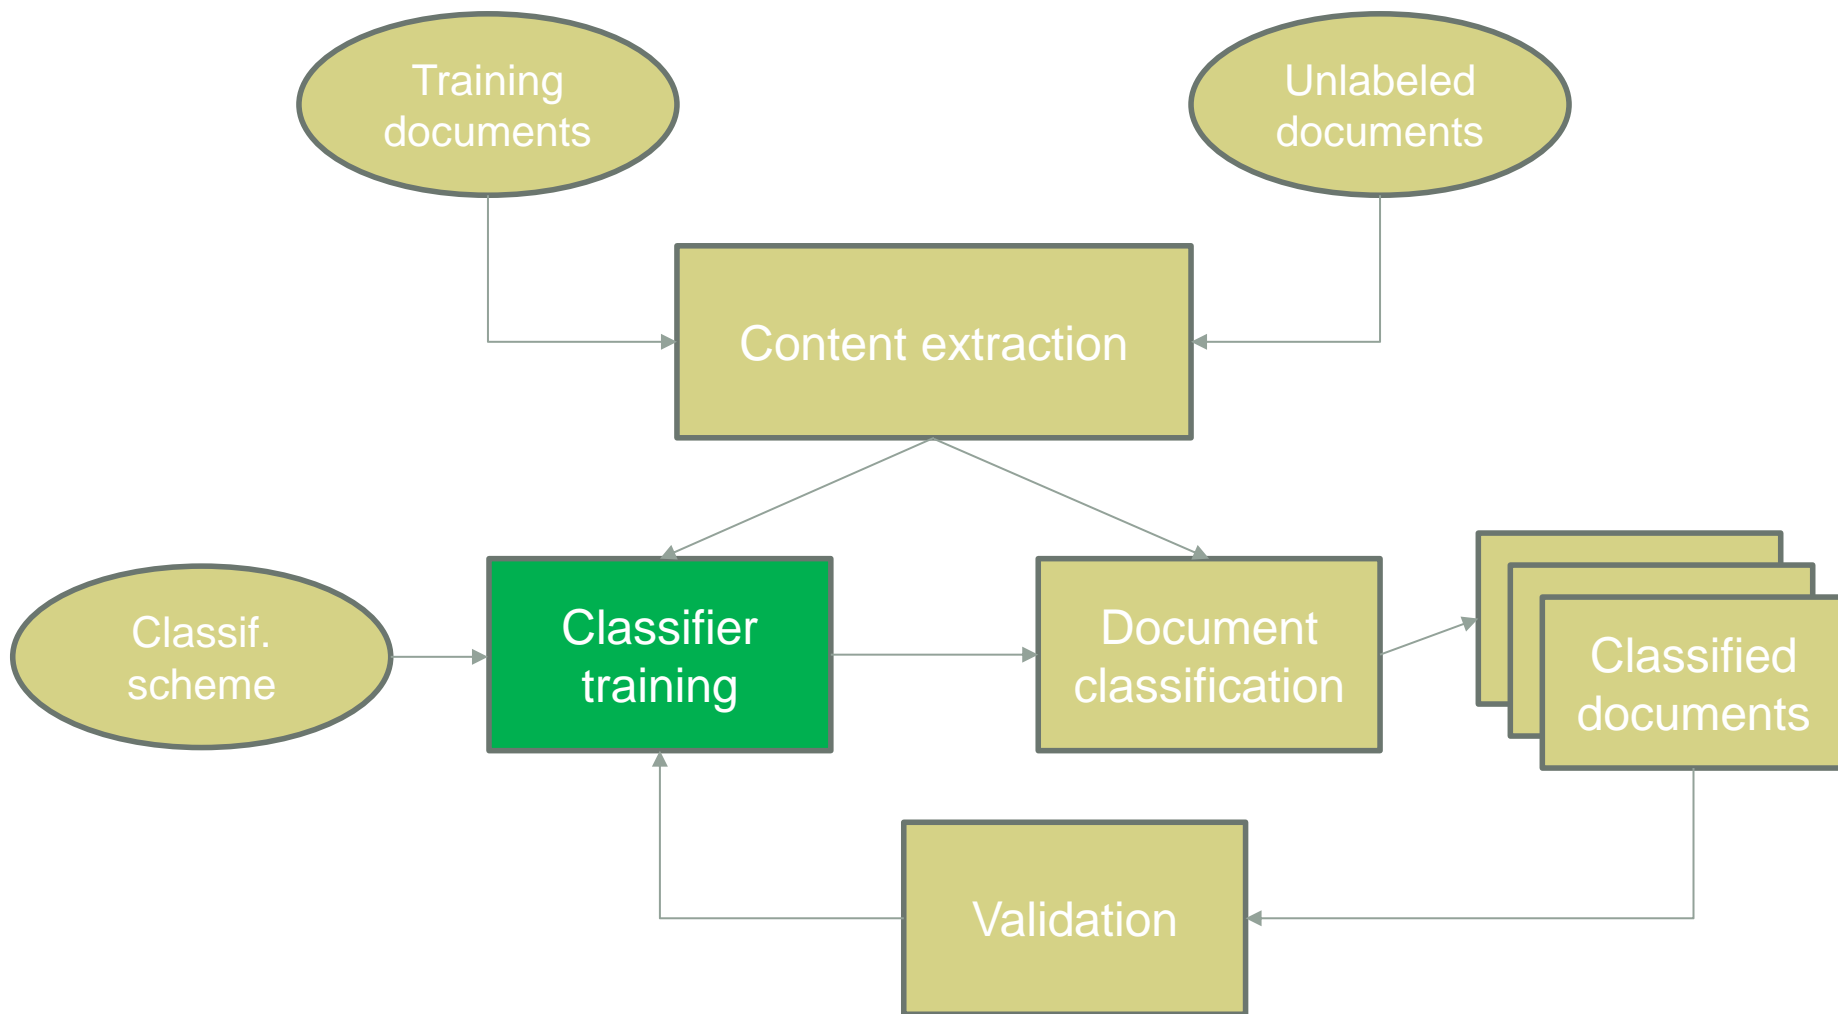 Training
documents
Unlabeled
documents
Content extraction
Classif.
scheme
Classifier
training
Document
classification
Classified
documents
Validation